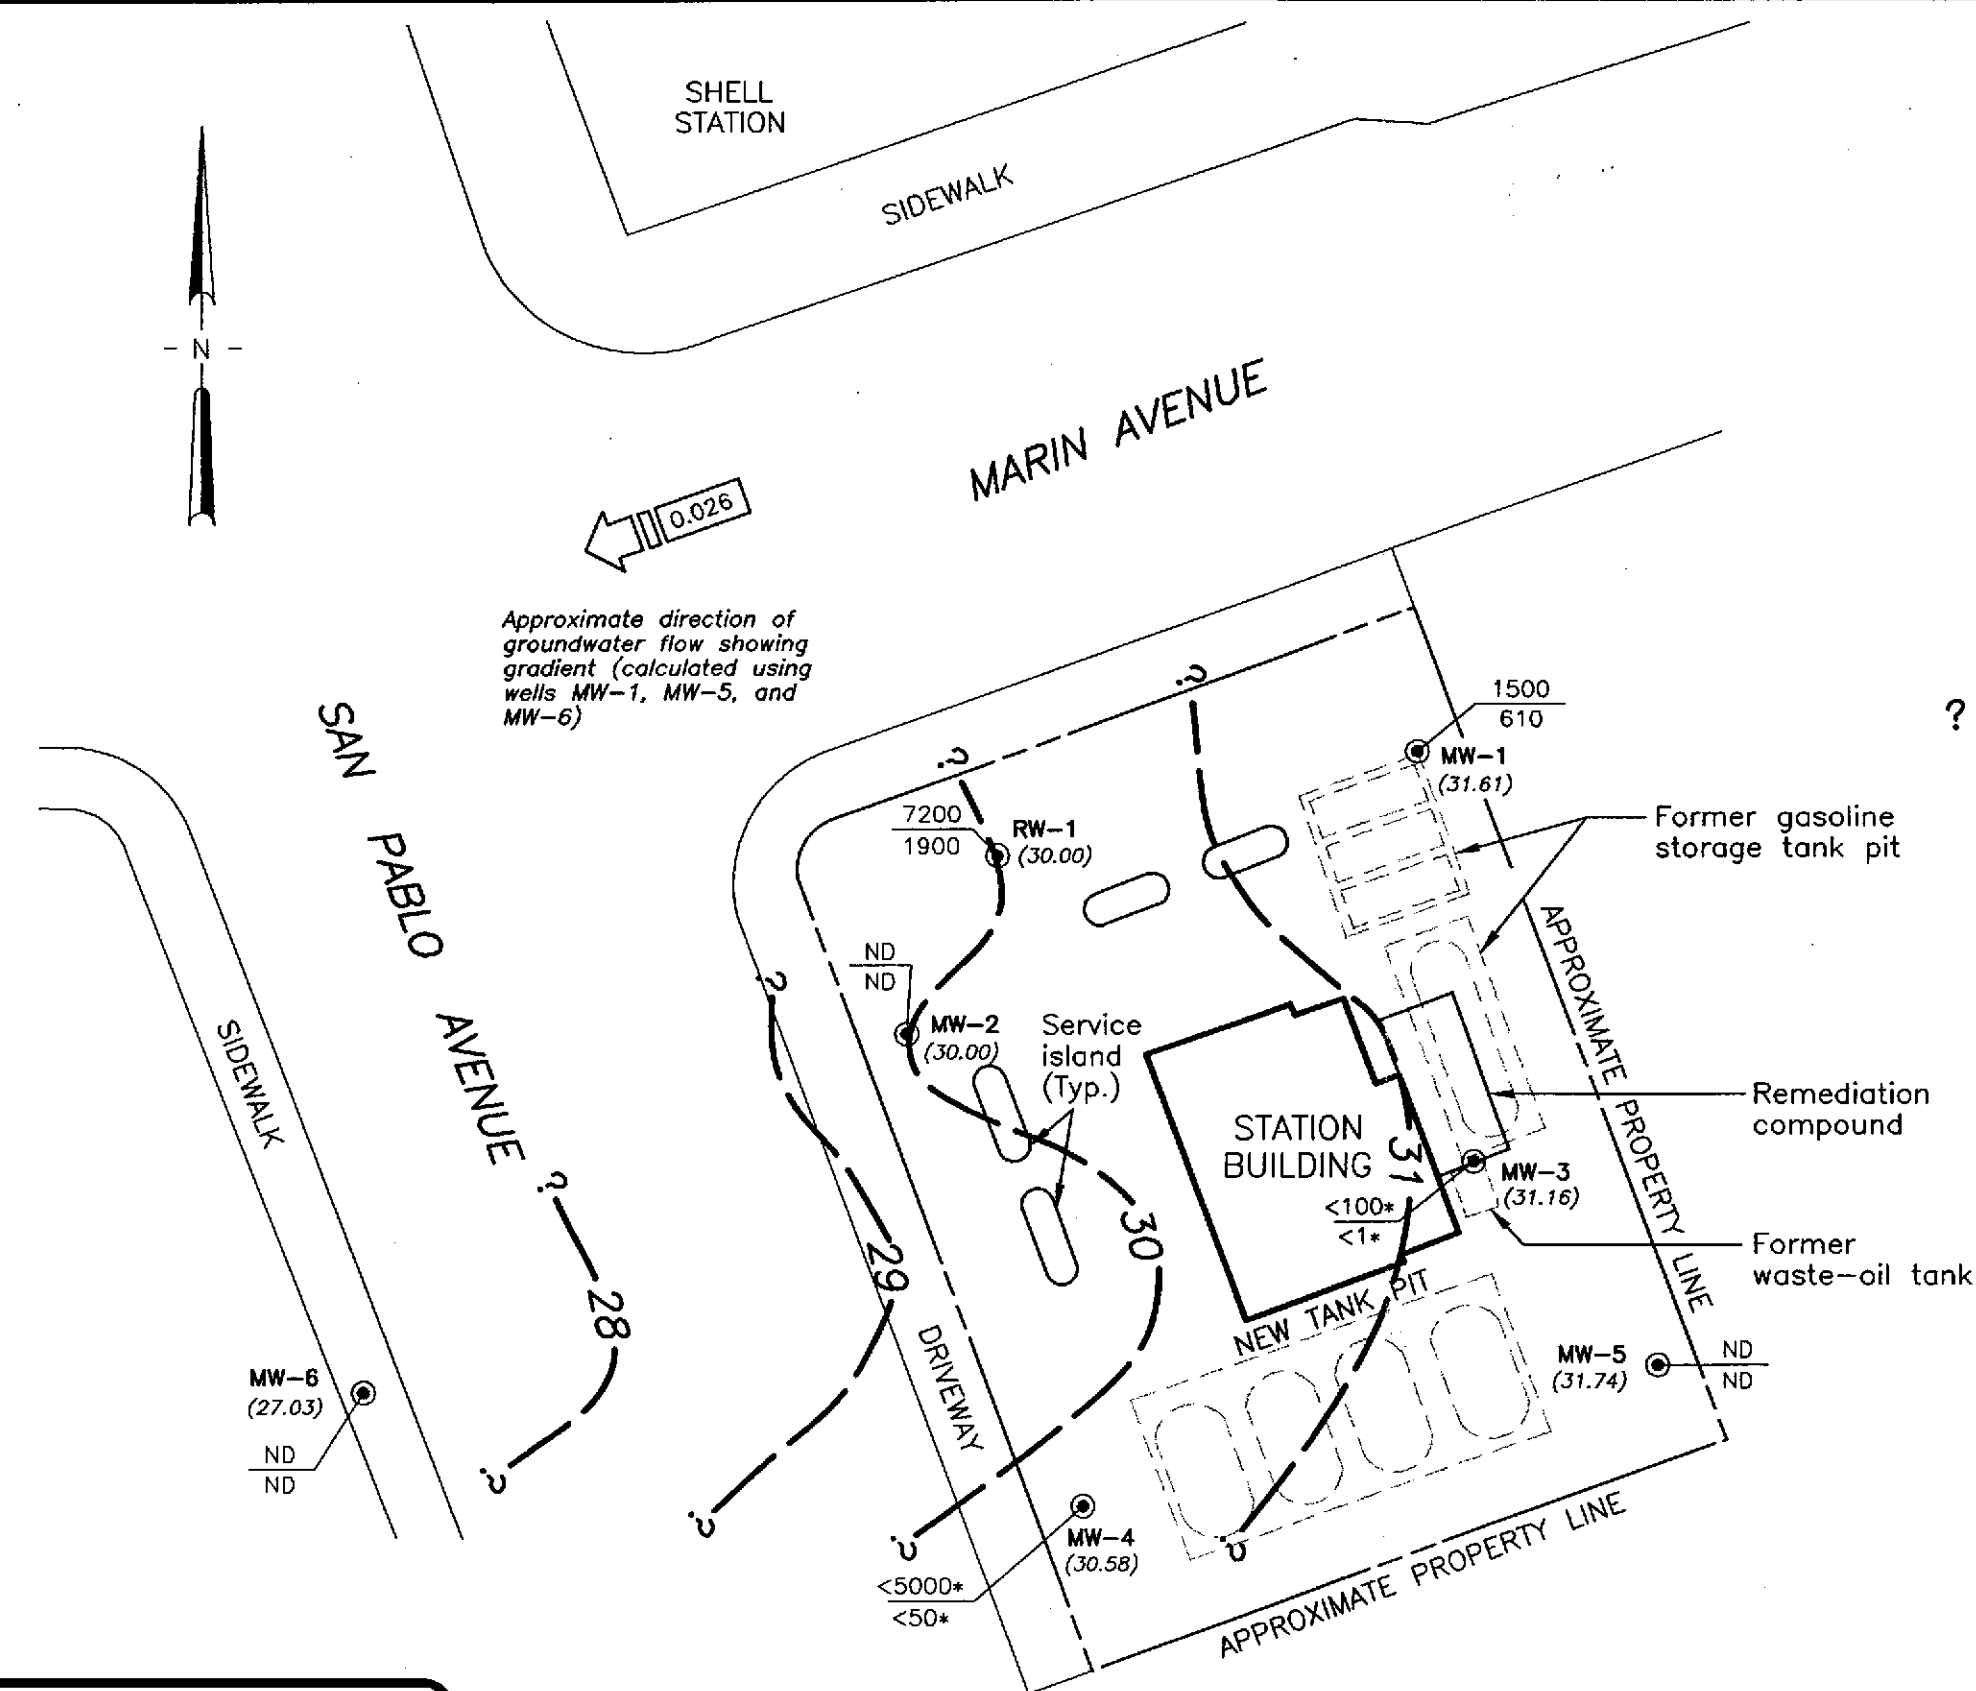 SHELL
STATION
SIDEWALK
- N -
MARIN AVENUE
0.026
Approximate direction of
groundwater flow showing
gradient (calculated using
wells MW-1, MW-5, and
MW-6)
SAN PABLO AVENUE
SIDEWALK
?
?
1500
610
MW-1
(31.61)
?
?
7200
1900
RW-1
(30.00)
Former gasoline
storage tank pit
ND
ND
MW-2
(30.00)
Service
island
(Typ.)
?
APPROXIMATE PROPERTY LINE
STATION
BUILDING
31
Remediation
compound
MW-3
(31.16)
<100*
<1*
Former
waste-oil tank
?
28
29
30
NEW TANK PIT
DRIVEWAY
MW-5
(31.74)
ND
ND
MW-6
(27.03)
ND
ND
?
?
?
?
MW-4
(30.58)
<5000*
<50*
APPROXIMATE PROPERTY LINE